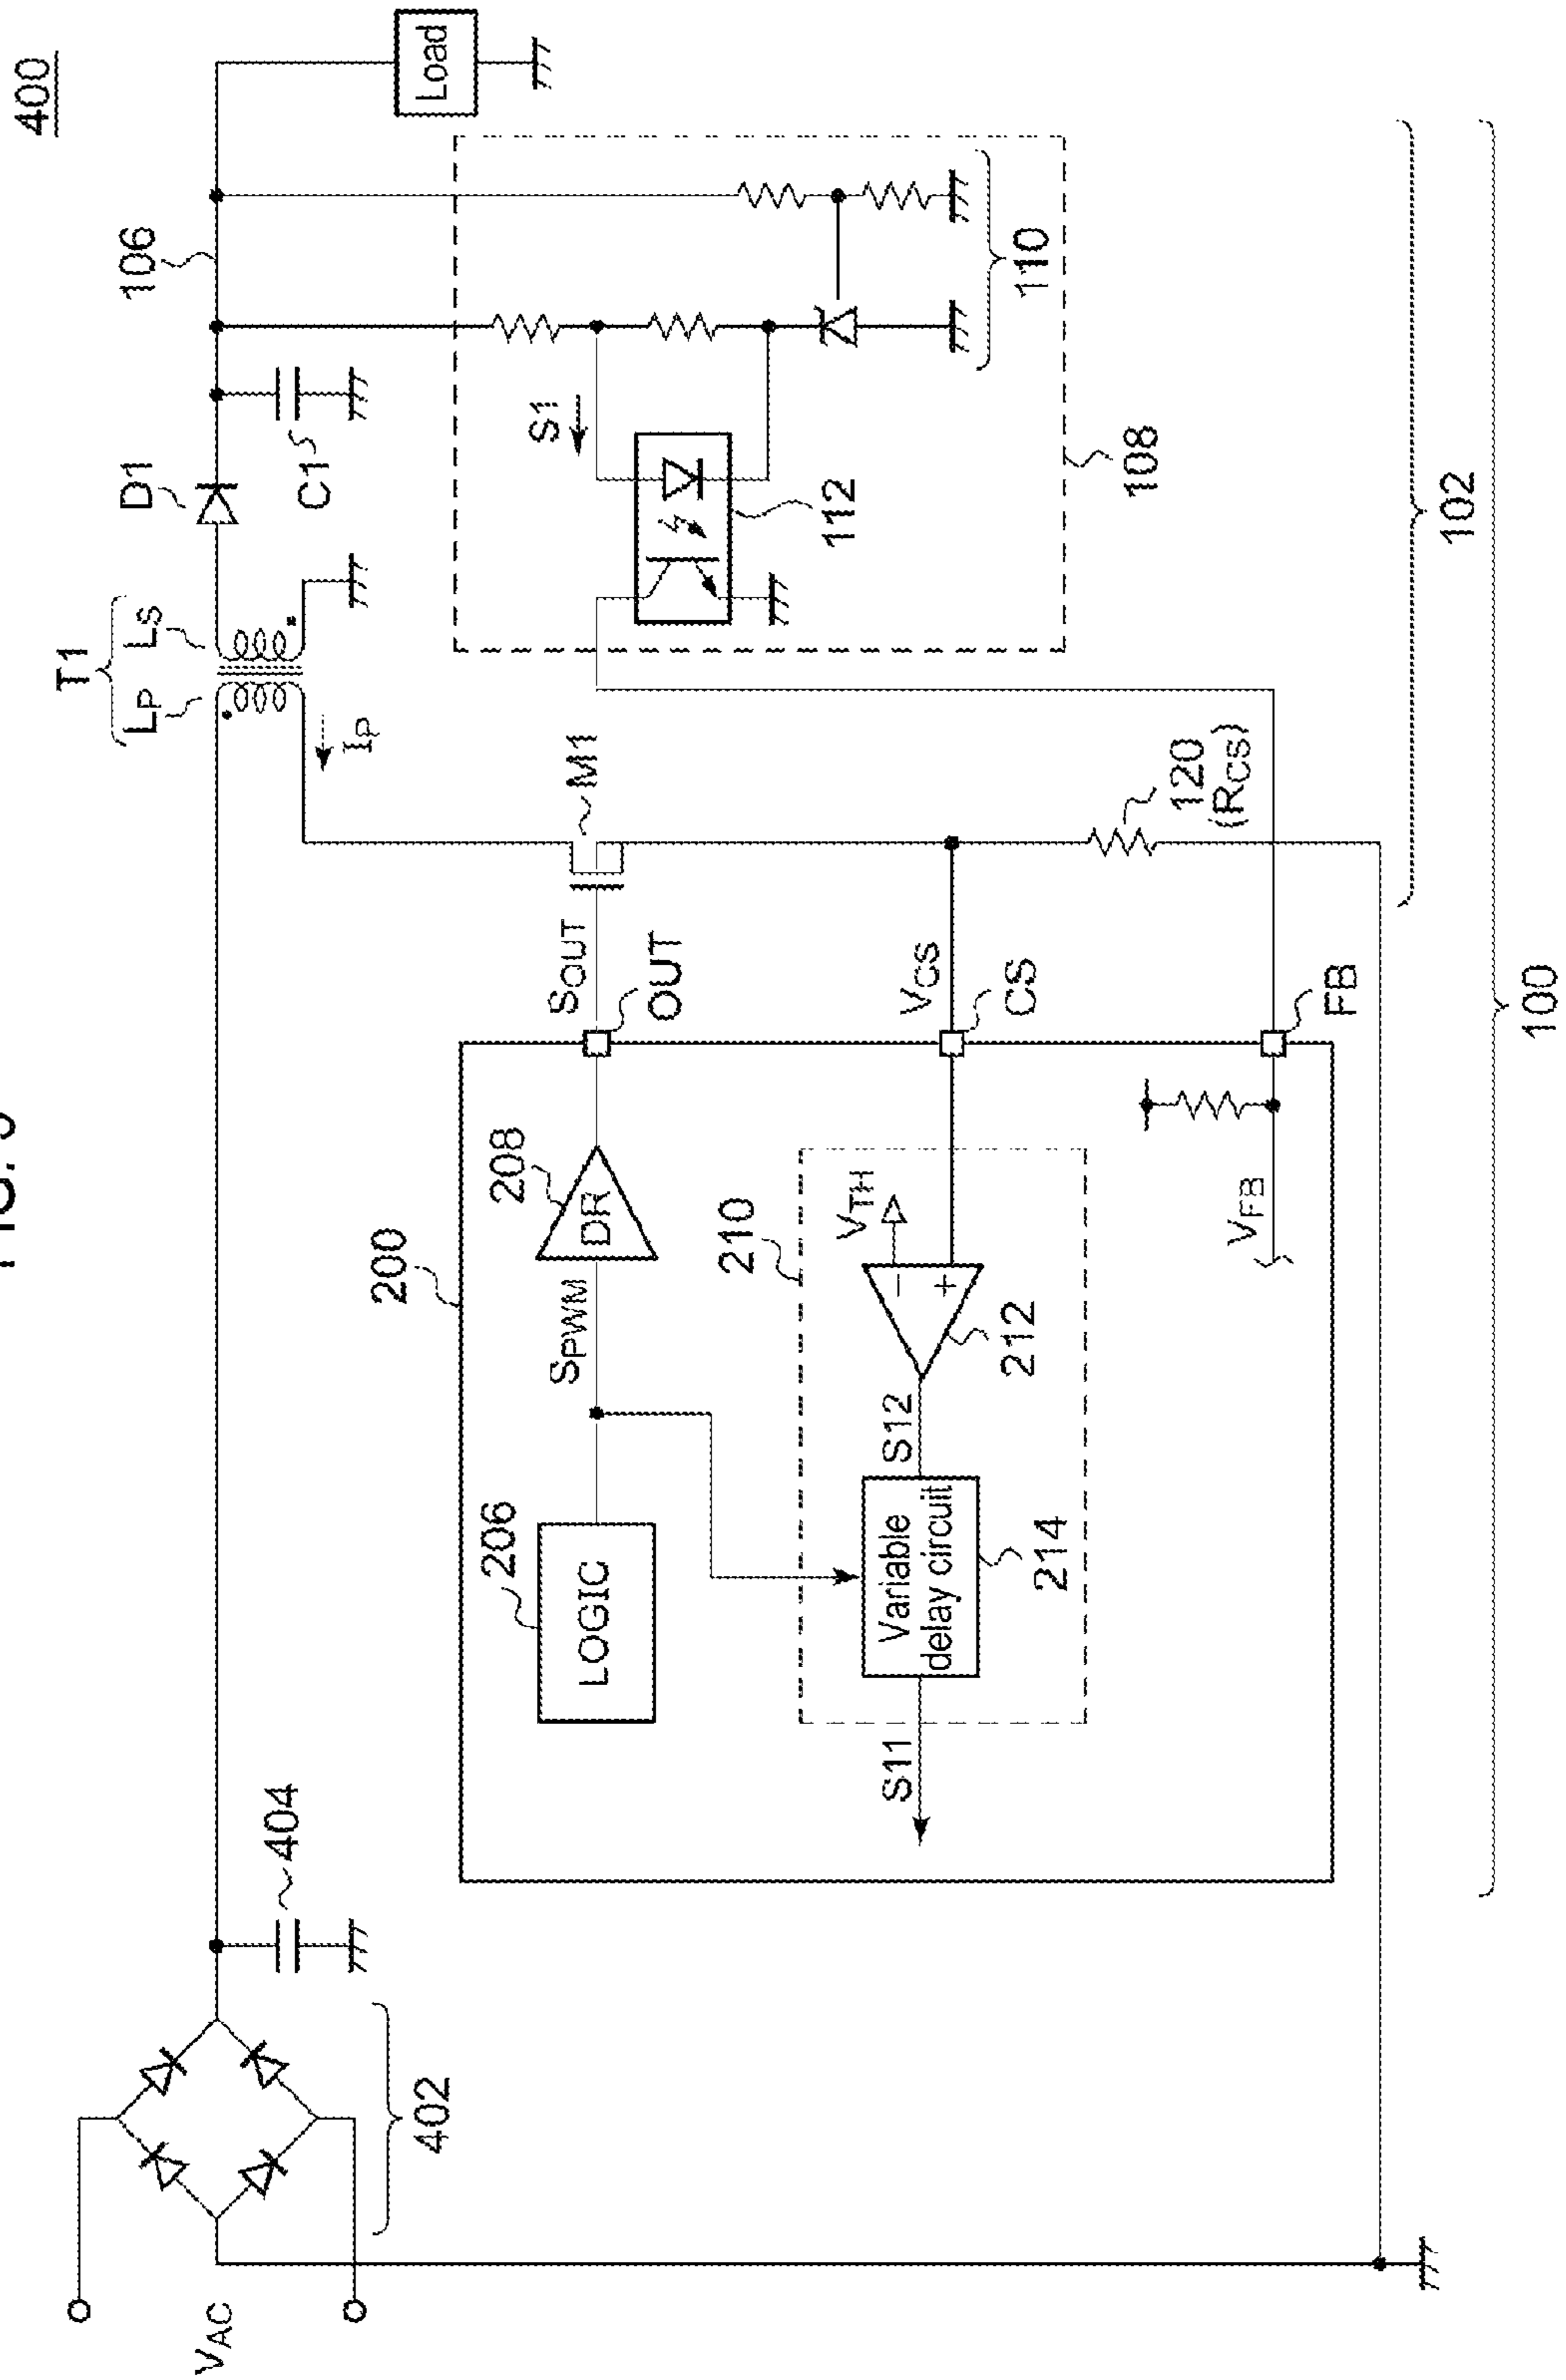 400
T1
LP LS
D1
106
C1
Load
VAC
404
402
IP
M1
S1
112
108
110
SOUT
OUT
200
208
DR
SPWM
206
LOGIC
210
VTH
−
+
212
S12
Variable
delay circuit
214
S11
VCS
CS
120
(RCS)
VFB
FB
102
100